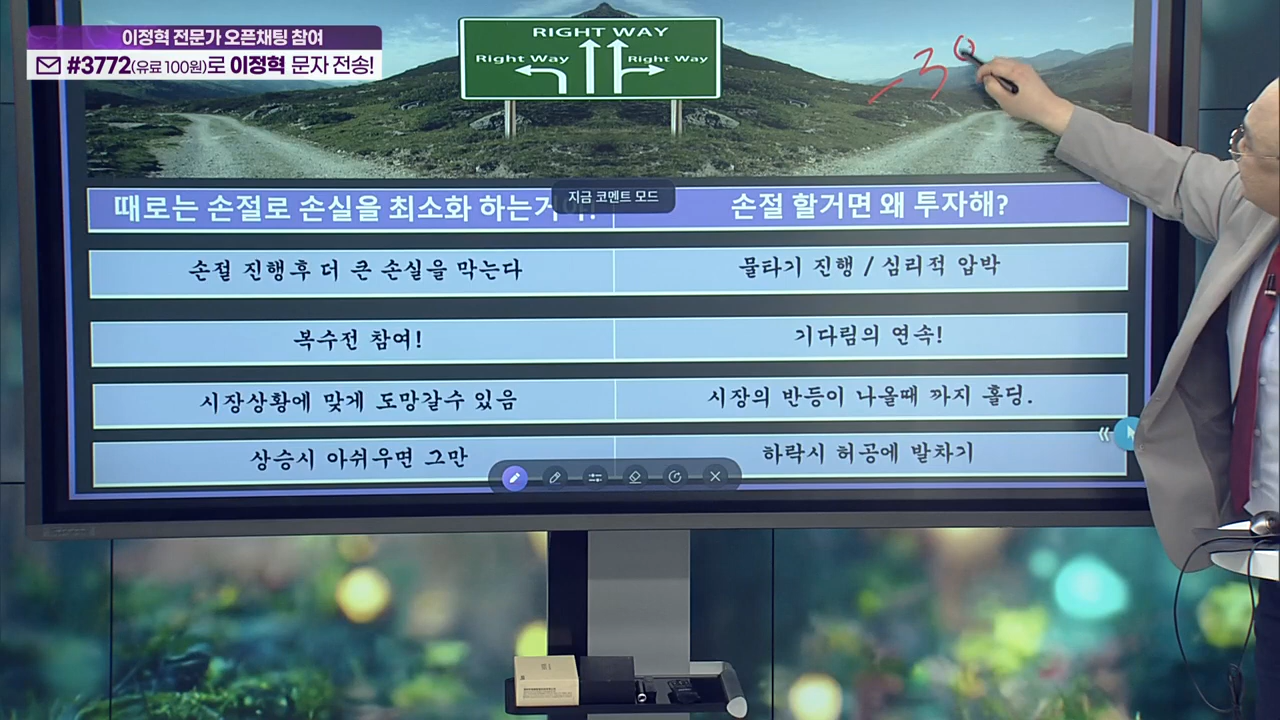 이정혁 전문가 오픈채팅 참여
#3772(유료 100원)로 이정혁 문자 전송!
RIGHT WAY
Right Way
Right Way
-30
지금 코멘트 모드
때로는 손절로 손실을 최소화 하는거
손절 할거면 왜 투자해?
손절 진행후 더 큰 손실을 막는다
물타기 진행 / 심리적 압박
복수전 참여!
기다림의 연속!
시장상황에 맞게 도망갈수 있음
시장의 반등이 나올때 까지 홀딩.
상승시 아쉬우면 그만
하락시 허공에 발차기